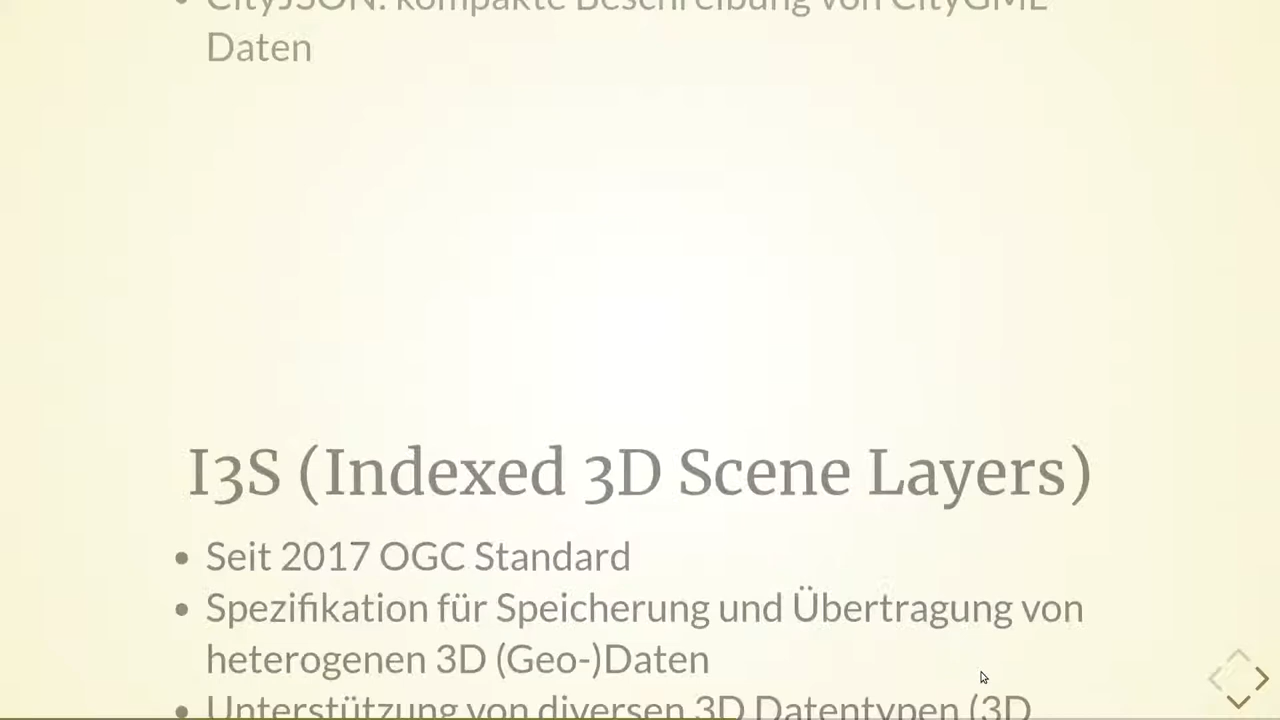 • CityJSON: kompakte Beschreibung von CityGML
Daten
I3S (Indexed 3D Scene Layers)
• Seit 2017 OGC Standard
• Spezifikation für Speicherung und Übertragung von
heterogenen 3D (Geo-)Daten
• Unterstützung von diversen 3D Datentypen (3D